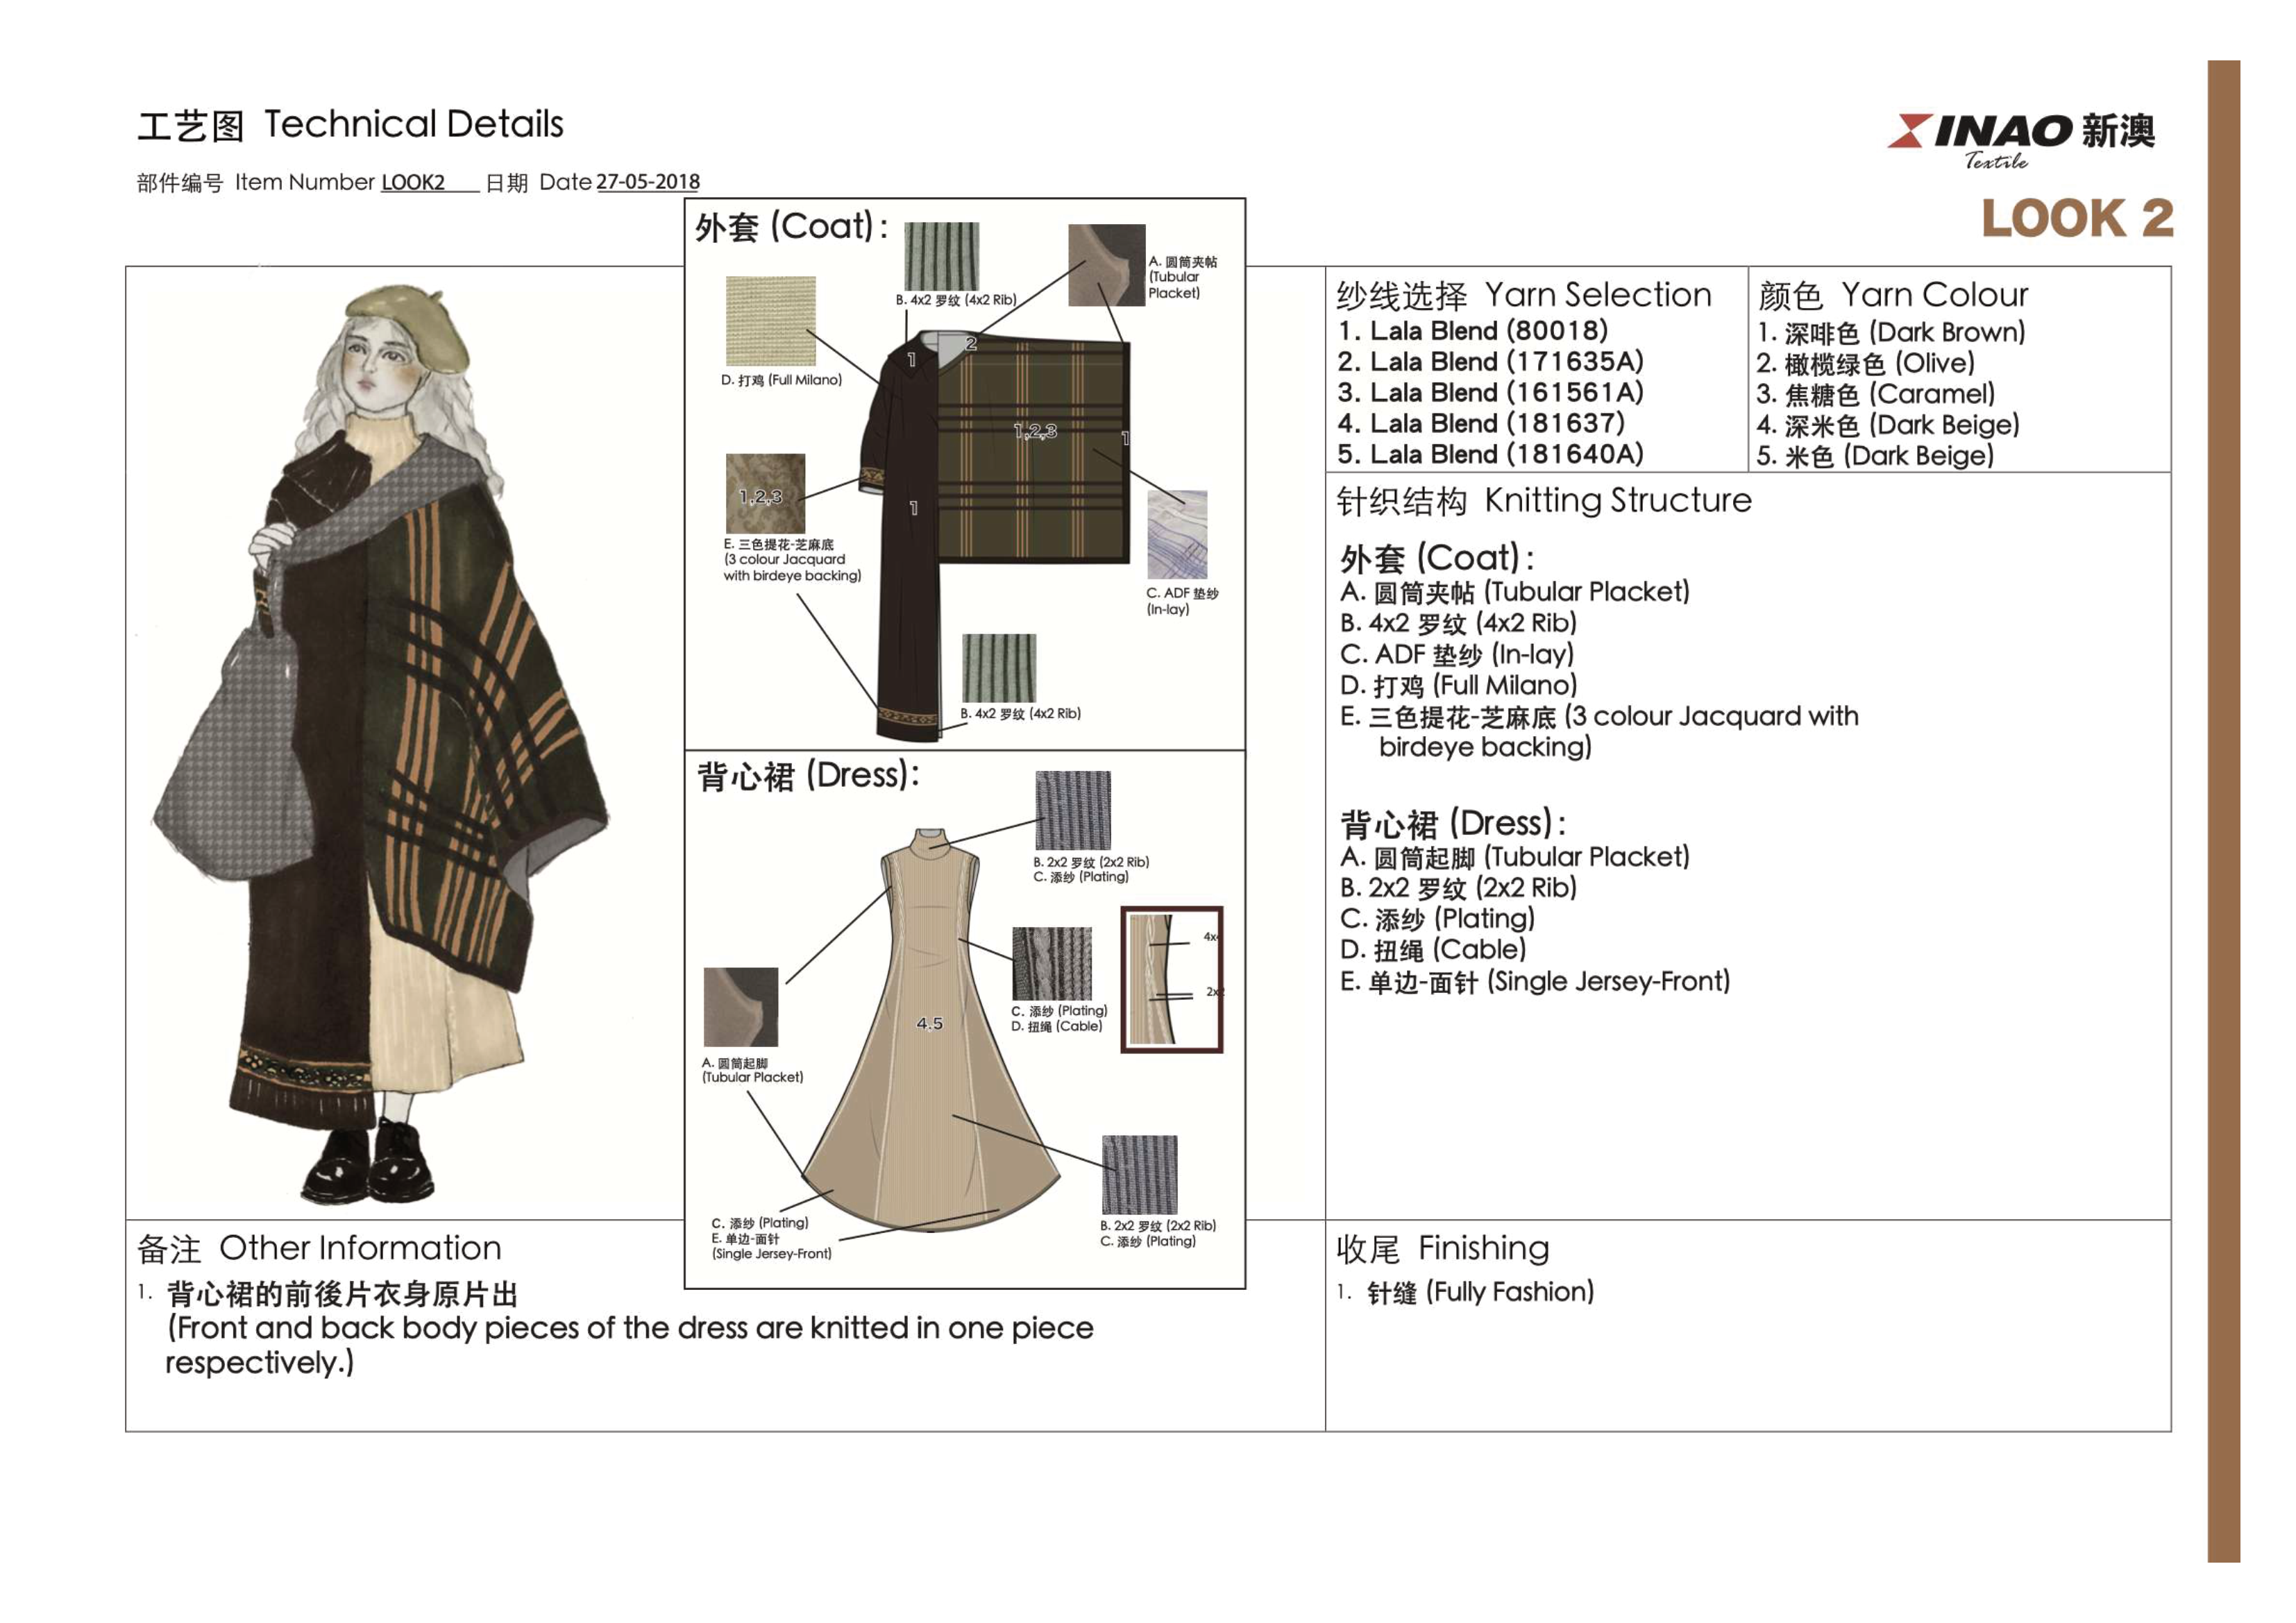 工艺图 Technical Details
部件编号 Item Number LOOK2 日期 Date 27-05-2018
INAO 新澳
Textile
LOOK 2
外套 (Coat) :
B. 4x2 罗纹 (4x2 Rib)
A. 圆筒夹帖
(Tubular
Placket)
D. 打鸡 (Full Milano)
1
2
1,2,3
1
1,2,3
1
E. 三色提花-芝麻底
(3 colour Jacquard
with birdeye backing)
C. ADF 垫纱
(In-lay)
B. 4x2 罗纹 (4x2 Rib)
背心裙 (Dress):
B. 2x2 罗纹 (2x2 Rib)
C. 添纱 (Plating)
4x
2x
C. 添纱 (Plating)
D. 扭绳 (Cable)
4,5
A. 圆筒起脚
(Tubular Placket)
C. 添纱 (Plating)
E. 单边-面针
(Single Jersey-Front)
B. 2x2 罗纹 (2x2 Rib)
C. 添纱 (Plating)
纱线选择 Yarn Selection
1. Lala Blend (80018)
2. Lala Blend (171635A)
3. Lala Blend (161561A)
4. Lala Blend (181637)
5. Lala Blend (181640A)
颜色 Yarn Colour
1. 深啡色 (Dark Brown)
2. 橄榄绿色 (Olive)
3. 焦糖色 (Caramel)
4. 深米色 (Dark Beige)
5. 米色 (Dark Beige)
针织结构 Knitting Structure
外套 (Coat) :
A. 圆筒夹帖 (Tubular Placket)
B. 4x2 罗纹 (4x2 Rib)
C. ADF 垫纱 (In-lay)
D. 打鸡 (Full Milano)
E. 三色提花-芝麻底 (3 colour Jacquard with
birdeye backing)
背心裙 (Dress) :
A. 圆筒起脚 (Tubular Placket)
B. 2x2 罗纹 (2x2 Rib)
C. 添纱 (Plating)
D. 扭绳 (Cable)
E. 单边-面针 (Single Jersey-Front)
备注 Other Information
1. 背心裙的前後片衣身原片出
(Front and back body pieces of the dress are knitted in one piece
respectively.)
收尾 Finishing
1. 针缝 (Fully Fashion)